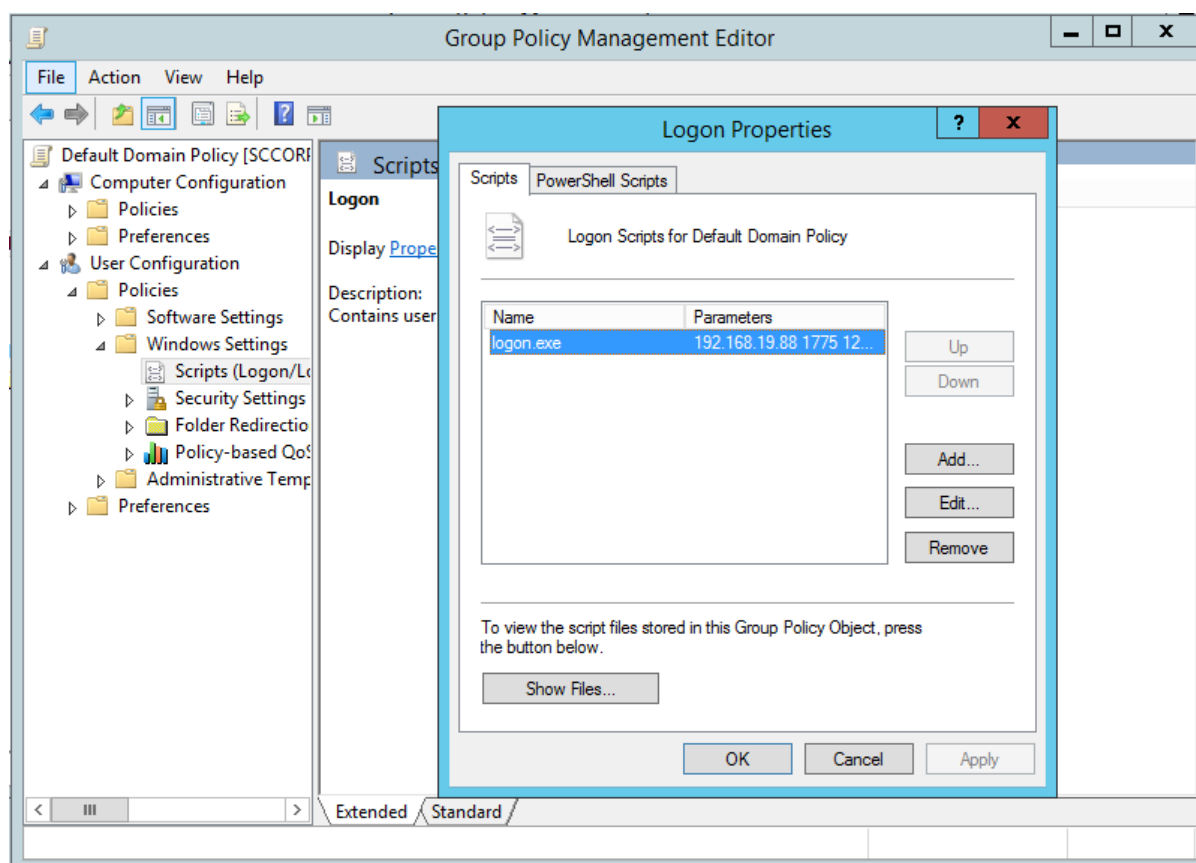 Group Policy Management Editor
File Action View Help
Default Domain Policy [SCCORP
Computer Configuration
Policies
Preferences
User Configuration
Policies
Software Settings
Windows Settings
Scripts (Logon/Lo
Security Settings
Folder Redirectio
Policy-based QoS
Administrative Temp
Preferences
Scripts
Logon
Display Prope
Description:
Contains user
Extended Standard
Logon Properties
? x
Scripts PowerShell Scripts
Logon Scripts for Default Domain Policy
Name Parameters
logon.exe 192.168.19.88 1775 12...
Up
Down
Add...
Edit...
Remove
To view the script files stored in this Group Policy Object, press
the button below.
Show Files...
OK Cancel Apply